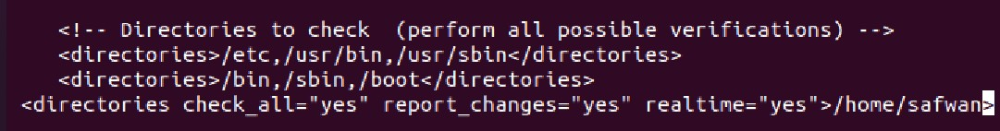 <!-- Directories to check  (perform all possible verifications) -->
<directories>/etc,/usr/bin,/usr/sbin</directories>
<directories>/bin,/sbin,/boot</directories>
<directories check_all="yes" report_changes="yes" realtime="yes">/home/safwan>